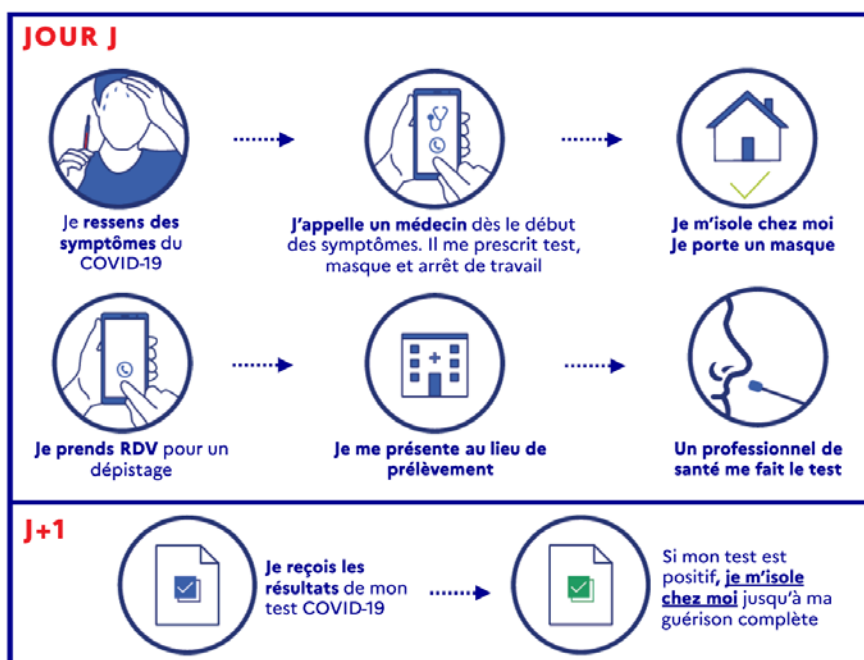 JOUR J
Je ressens des
symptômes du
COVID-19
J'appelle un médecin dès le début
des symptômes. Il me prescrit test,
masque et arrêt de travail
Je m'isole chez moi
Je porte un masque
Je prends RDV pour un
dépistage
Je me présente au lieu de
prélèvement
Un professionnel de
santé me fait le test
J+1
Je reçois les
résultats de mon
test COVID-19
Si mon test est
positif, je m'isole
chez moi jusqu'à ma
guérison complète